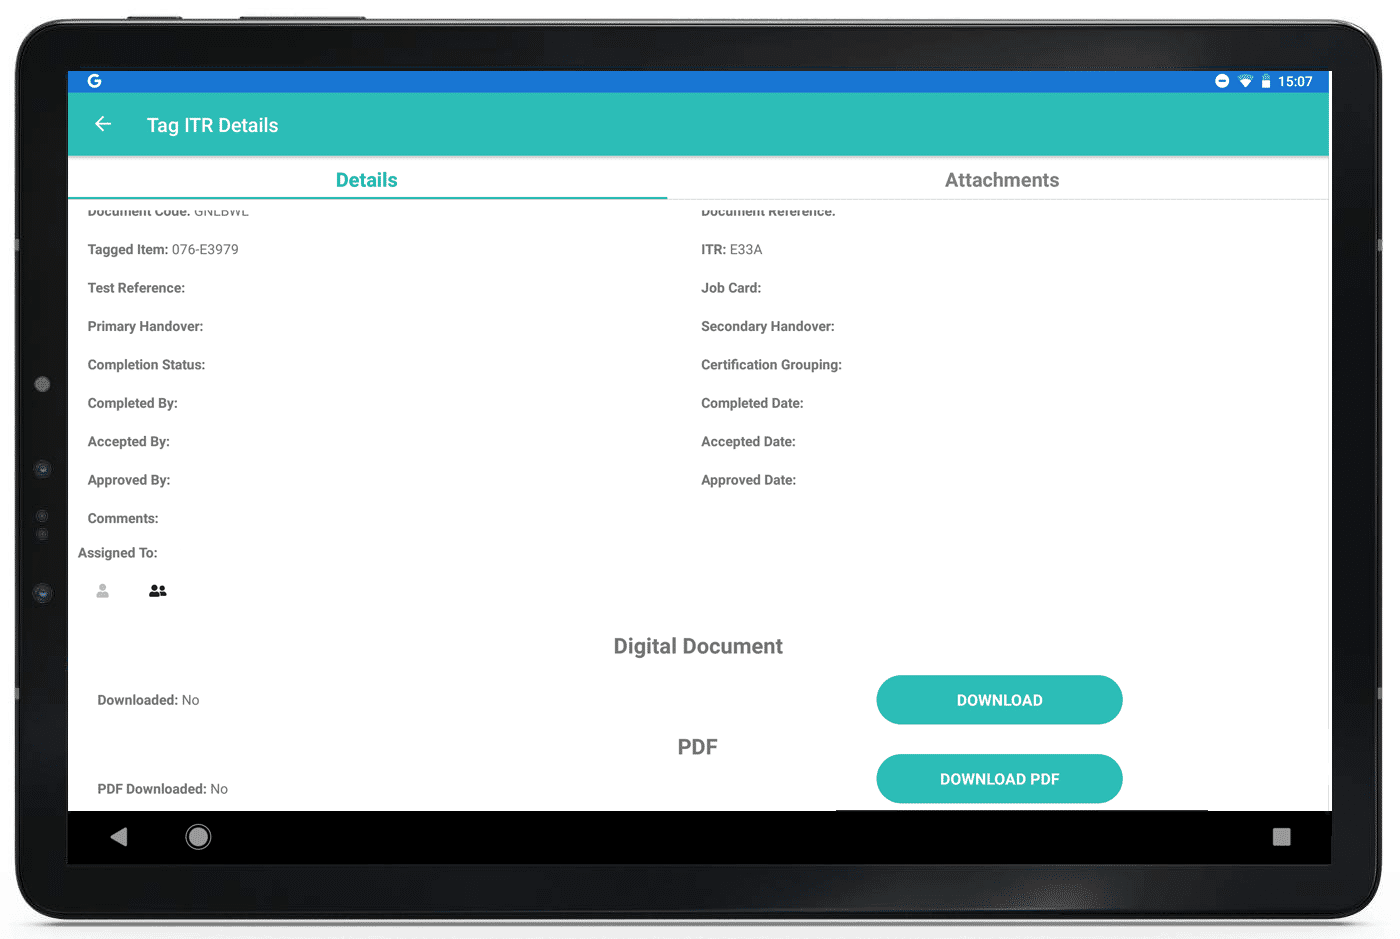 G
15:07
Tag ITR Details
Details
Attachments
Document Code: GNLBWL
Document Reference:
Tagged Item: 076-E3979
ITR: E33A
Test Reference:
Job Card:
Primary Handover:
Secondary Handover:
Completion Status:
Certification Grouping:
Completed By:
Completed Date:
Accepted By:
Accepted Date:
Approved By:
Approved Date:
Comments:
Assigned To:
Digital Document
Downloaded: No
DOWNLOAD
PDF
PDF Downloaded: No
DOWNLOAD PDF